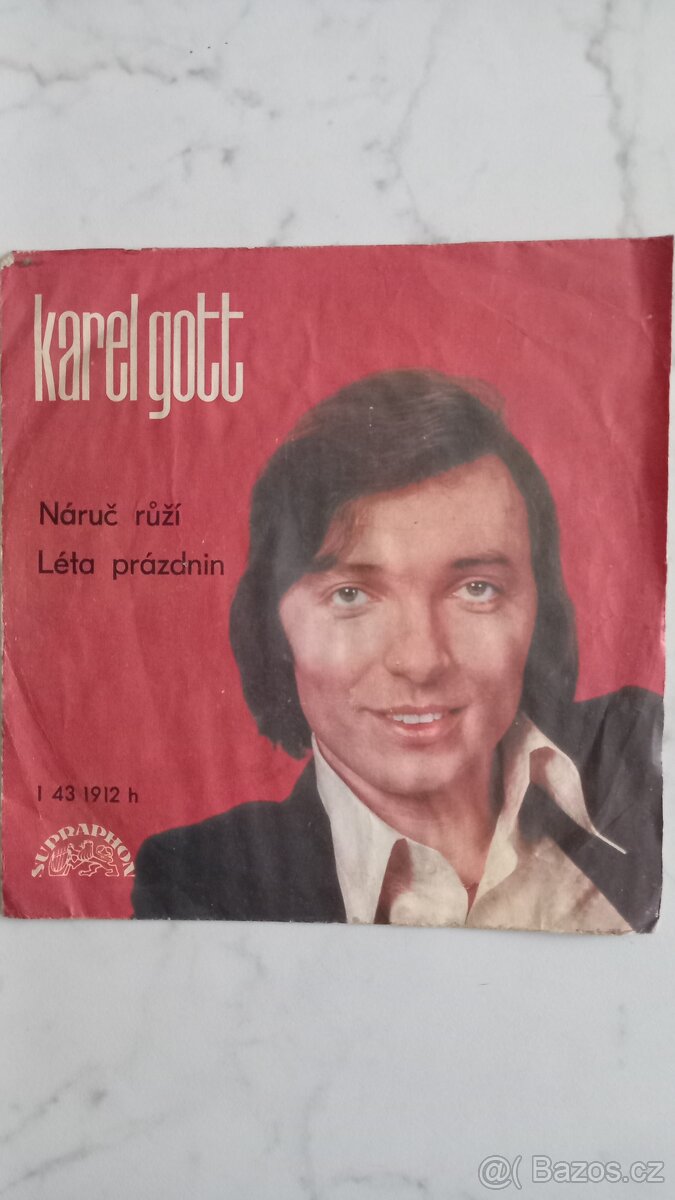 karel gott
Náruč růží
Léta prázdnin
1 43 1912 h
SUPRAPHON
@( Bazos.cz